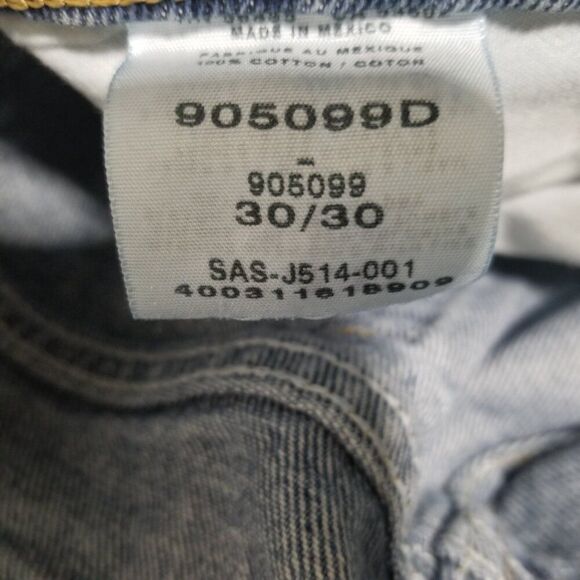 MADE IN MEXICO
FABRIQUE AU MEXIQUE
100% COTTON / COTON
905099D
905099
30/30
SAS-J514-001
400311618909